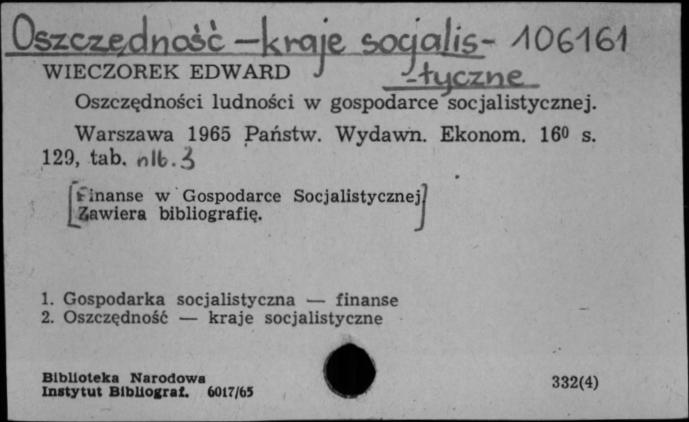 Oszczędność – kraje socjalis- 106161
-tyczne
WIECZOREK EDWARD
Oszczędności ludności w gospodarce socjalistycznej.
Warszawa 1965 Państw. Wydawn. Ekonom. 16⁰ s.
129, tab. nlb. 3
[Finanse w Gospodarce Socjalistycznej]
[Zawiera bibliografię.]
1. Gospodarka socjalistyczna — finanse
2. Oszczędność — kraje socjalistyczne
Biblioteka Narodowa
Instytut Bibliograf. 6017/65
332(4)